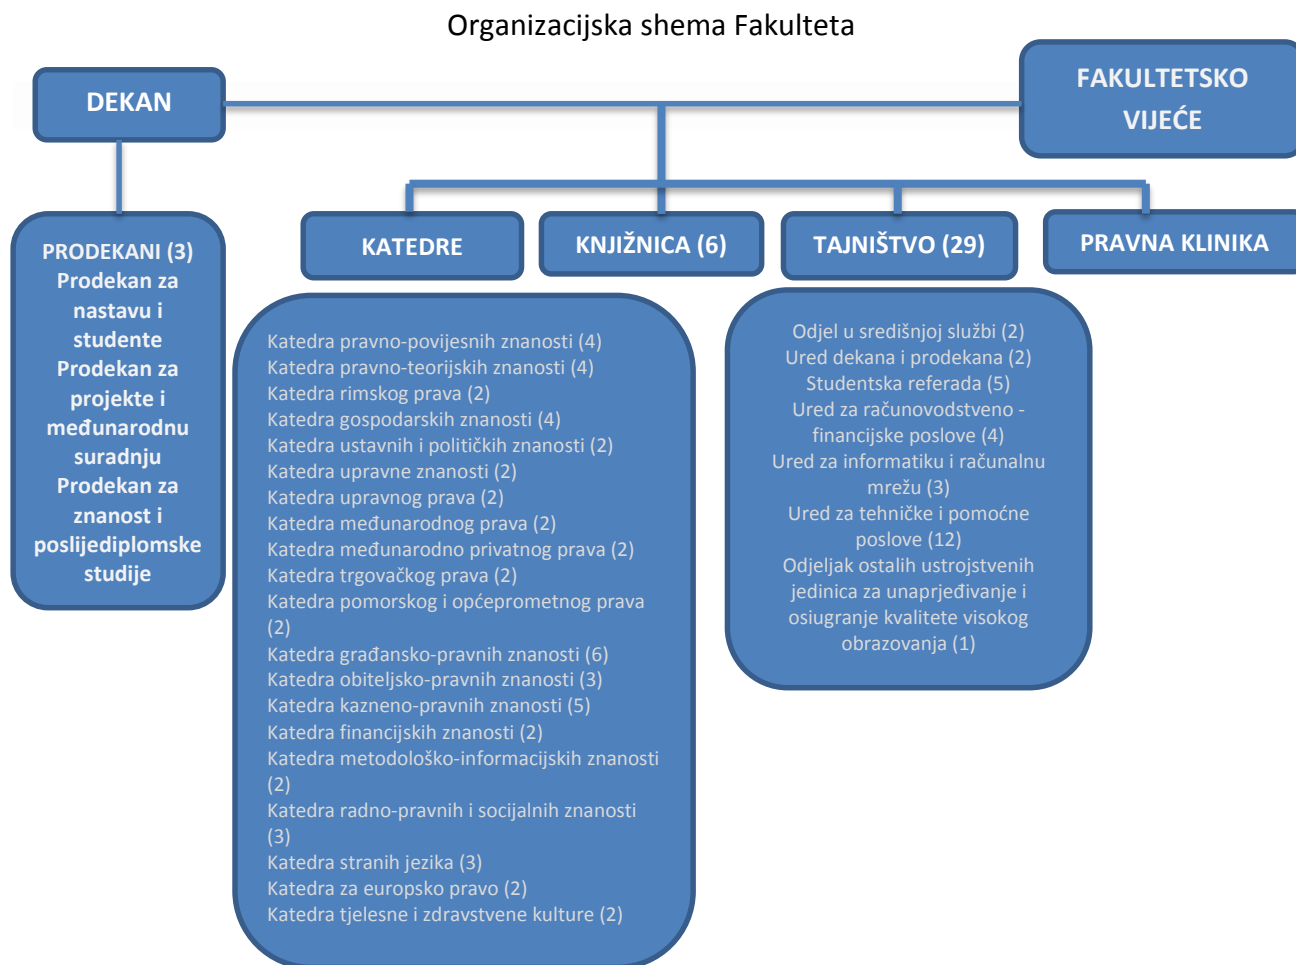 Organizacijska shema Fakulteta
DEKAN
FAKULTETSKO
VIJEĆE
PRODEKANI (3)
Prodekan za
nastavu i
studente
Prodekan za
projekte i
međunarodnu
suradnju
Prodekan za
znanost i
poslijediplomske
studije
KATEDRE
KNJIŽNICA (6)
TAJNIŠTVO (29)
PRAVNA KLINIKA
Katedra pravno-povijesnih znanosti (4)
Katedra pravno-teorijskih znanosti (4)
Katedra rimskog prava (2)
Katedra gospodarskih znanosti (4)
Katedra ustavnih i političkih znanosti (2)
Katedra upravne znanosti (2)
Katedra upravnog prava (2)
Katedra međunarodnog prava (2)
Katedra međunarodno privatnog prava (2)
Katedra trgovačkog prava (2)
Katedra pomorskog i općeprometnog prava
(2)
Katedra građansko-pravnih znanosti (6)
Katedra obiteljsko-pravnih znanosti (3)
Katedra kazneno-pravnih znanosti (5)
Katedra financijskih znanosti (2)
Katedra metodološko-informacijskih znanosti
(2)
Katedra radno-pravnih i socijalnih znanosti
(3)
Katedra stranih jezika (3)
Katedra za europsko pravo (2)
Katedra tjelesne i zdravstvene kulture (2)
Odjel u središnjoj službi (2)
Ured dekana i prodekana (2)
Studentska referada (5)
Ured za računovodstveno -
financijske poslove (4)
Ured za informatiku i računalnu
mrežu (3)
Ured za tehničke i pomoćne
poslove (12)
Odjeljak ostalih ustrojstvenih
jedinica za unaprjeđivanje i
osiugranje kvalitete visokog
obrazovanja (1)